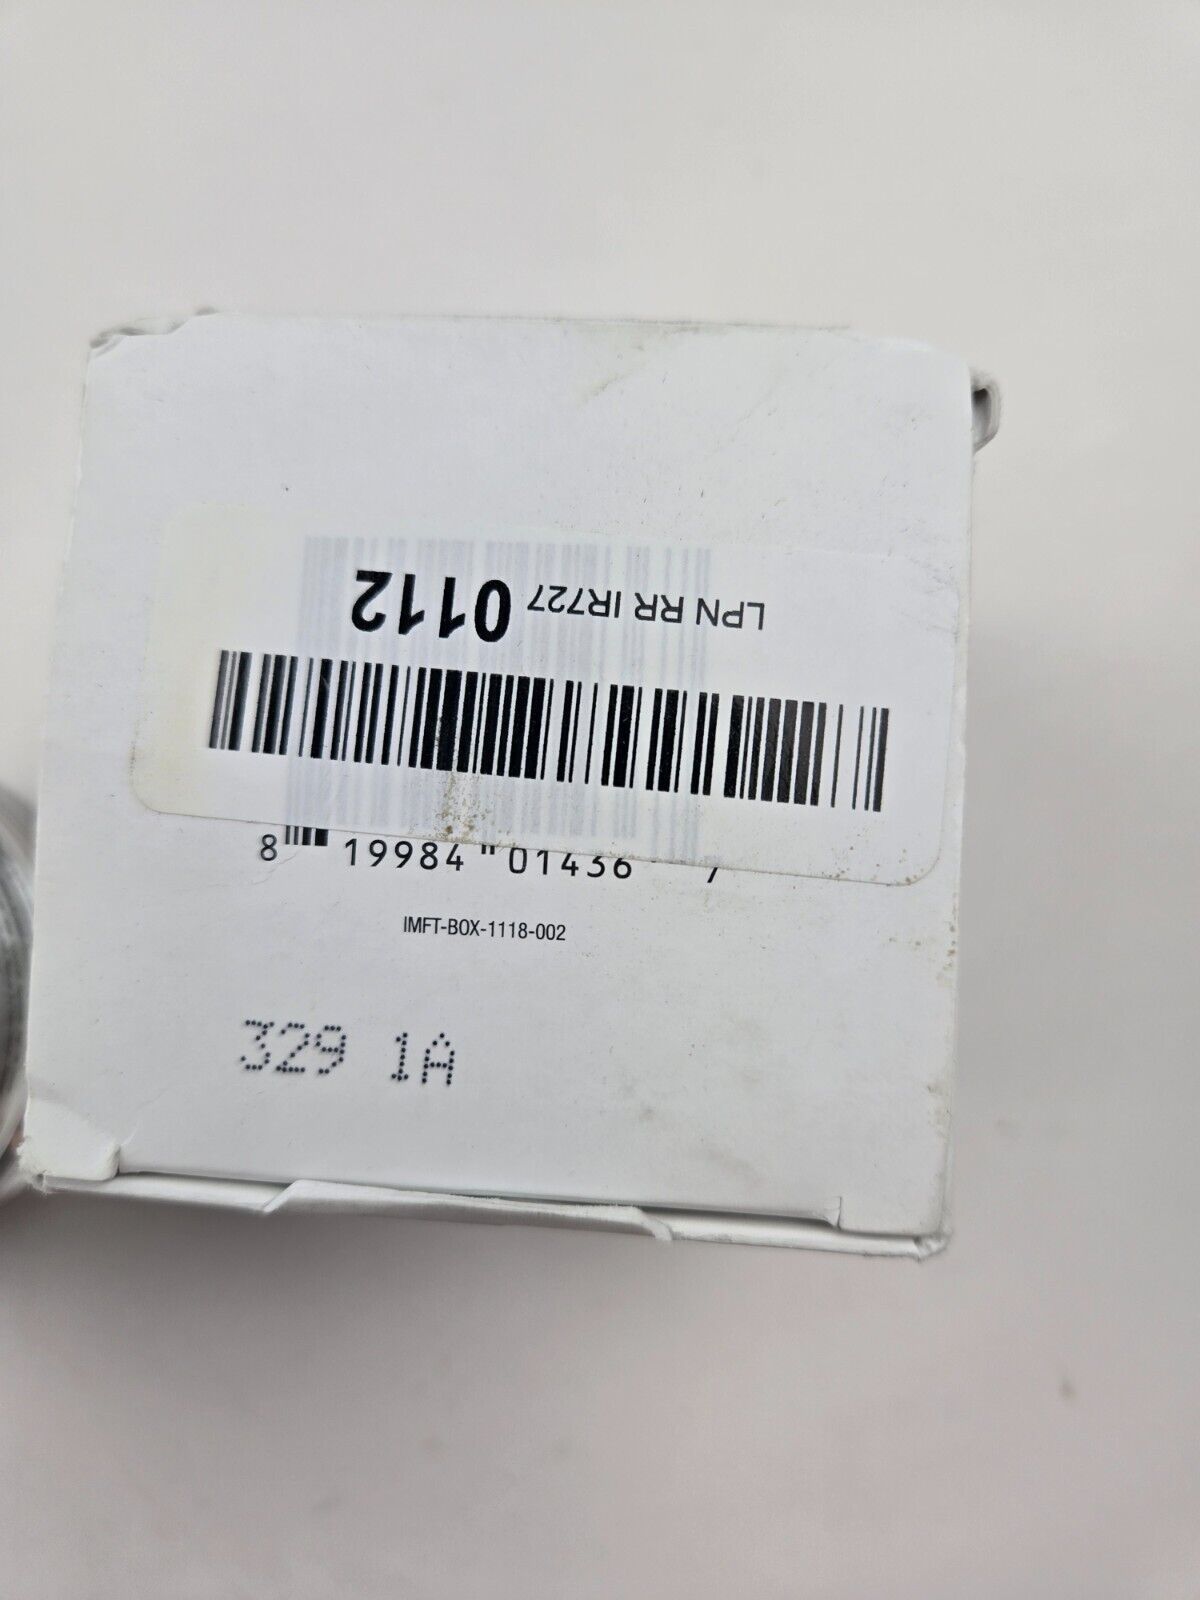 LPN RR IR727 0112
8 19984 01436 7
IMFT-BOX-1118-002
329 1A